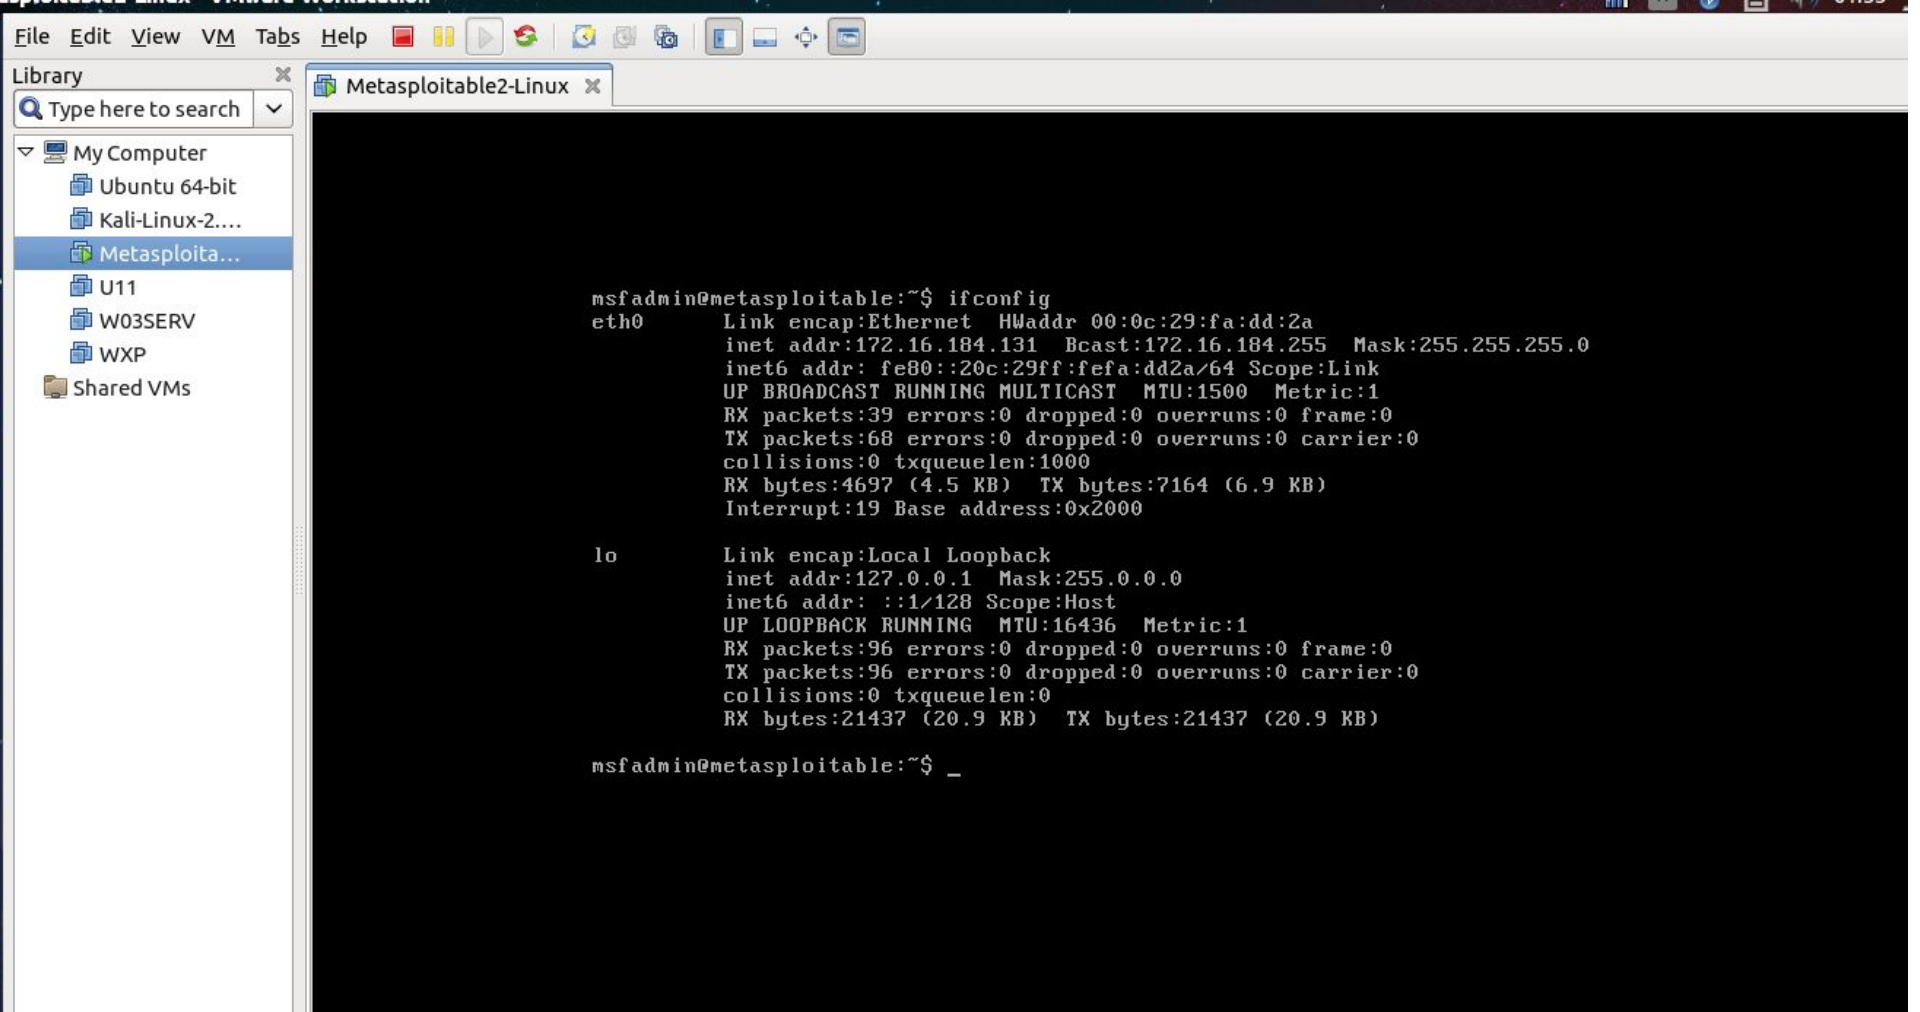 File Edit View VM Tabs Help
Library
Type here to search
Metasploitable2-Linux
My Computer
Ubuntu 64-bit
Kali-Linux-2....
Metasploita...
U11
W03SERV
WXP
Shared VMs
msfadmin@metasploitable:~$ ifconfig
eth0 Link encap:Ethernet HWaddr 00:0c:29:fa:dd:2a
inet addr:172.16.184.131 Bcast:172.16.184.255 Mask:255.255.255.0
inet6 addr: fe80::20c:29ff:fefa:dd2a/64 Scope:Link
UP BROADCAST RUNNING MULTICAST MTU:1500 Metric:1
RX packets:39 errors:0 dropped:0 overruns:0 frame:0
TX packets:68 errors:0 dropped:0 overruns:0 carrier:0
collisions:0 txqueuelen:1000
RX bytes:4697 (4.5 KB) TX bytes:7164 (6.9 KB)
Interrupt:19 Base address:0x2000
lo Link encap:Local Loopback
inet addr:127.0.0.1 Mask:255.0.0.0
inet6 addr: ::1/128 Scope:Host
UP LOOPBACK RUNNING MTU:16436 Metric:1
RX packets:96 errors:0 dropped:0 overruns:0 frame:0
TX packets:96 errors:0 dropped:0 overruns:0 carrier:0
collisions:0 txqueuelen:0
RX bytes:21437 (20.9 KB) TX bytes:21437 (20.9 KB)
msfadmin@metasploitable:~$ _